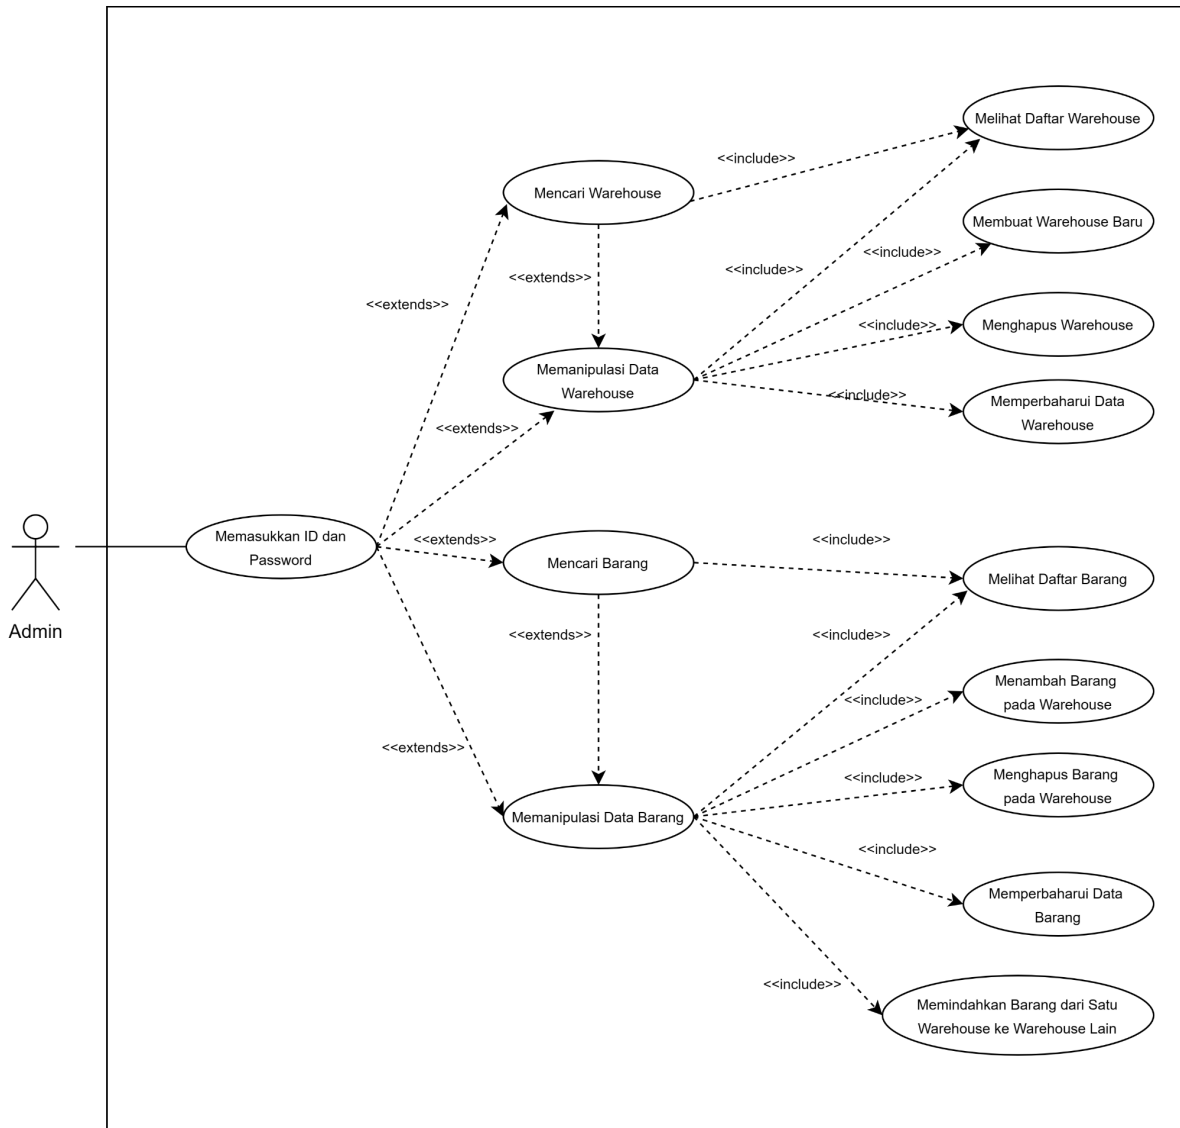 Melihat Daftar Warehouse
<<include>>
Mencari Warehouse
Membuat Warehouse Baru
<<include>>
<<include>>
<<extends>>
<<extends>>
Menghapus Warehouse
<<include>>
Memanipulasi Data
Warehouse
<<include>>
Memperbaharui Data
Warehouse
<<extends>>
Memasukkan ID dan
Password
<<extends>>
Mencari Barang
<<include>>
Melihat Daftar Barang
Admin
<<extends>>
<<include>>
Menambah Barang
pada Warehouse
<<include>>
<<extends>>
Menghapus Barang
pada Warehouse
<<include>>
Memanipulasi Data Barang
<<include>>
Memperbaharui Data
Barang
<<include>>
Memindahkan Barang dari Satu
Warehouse ke Warehouse Lain